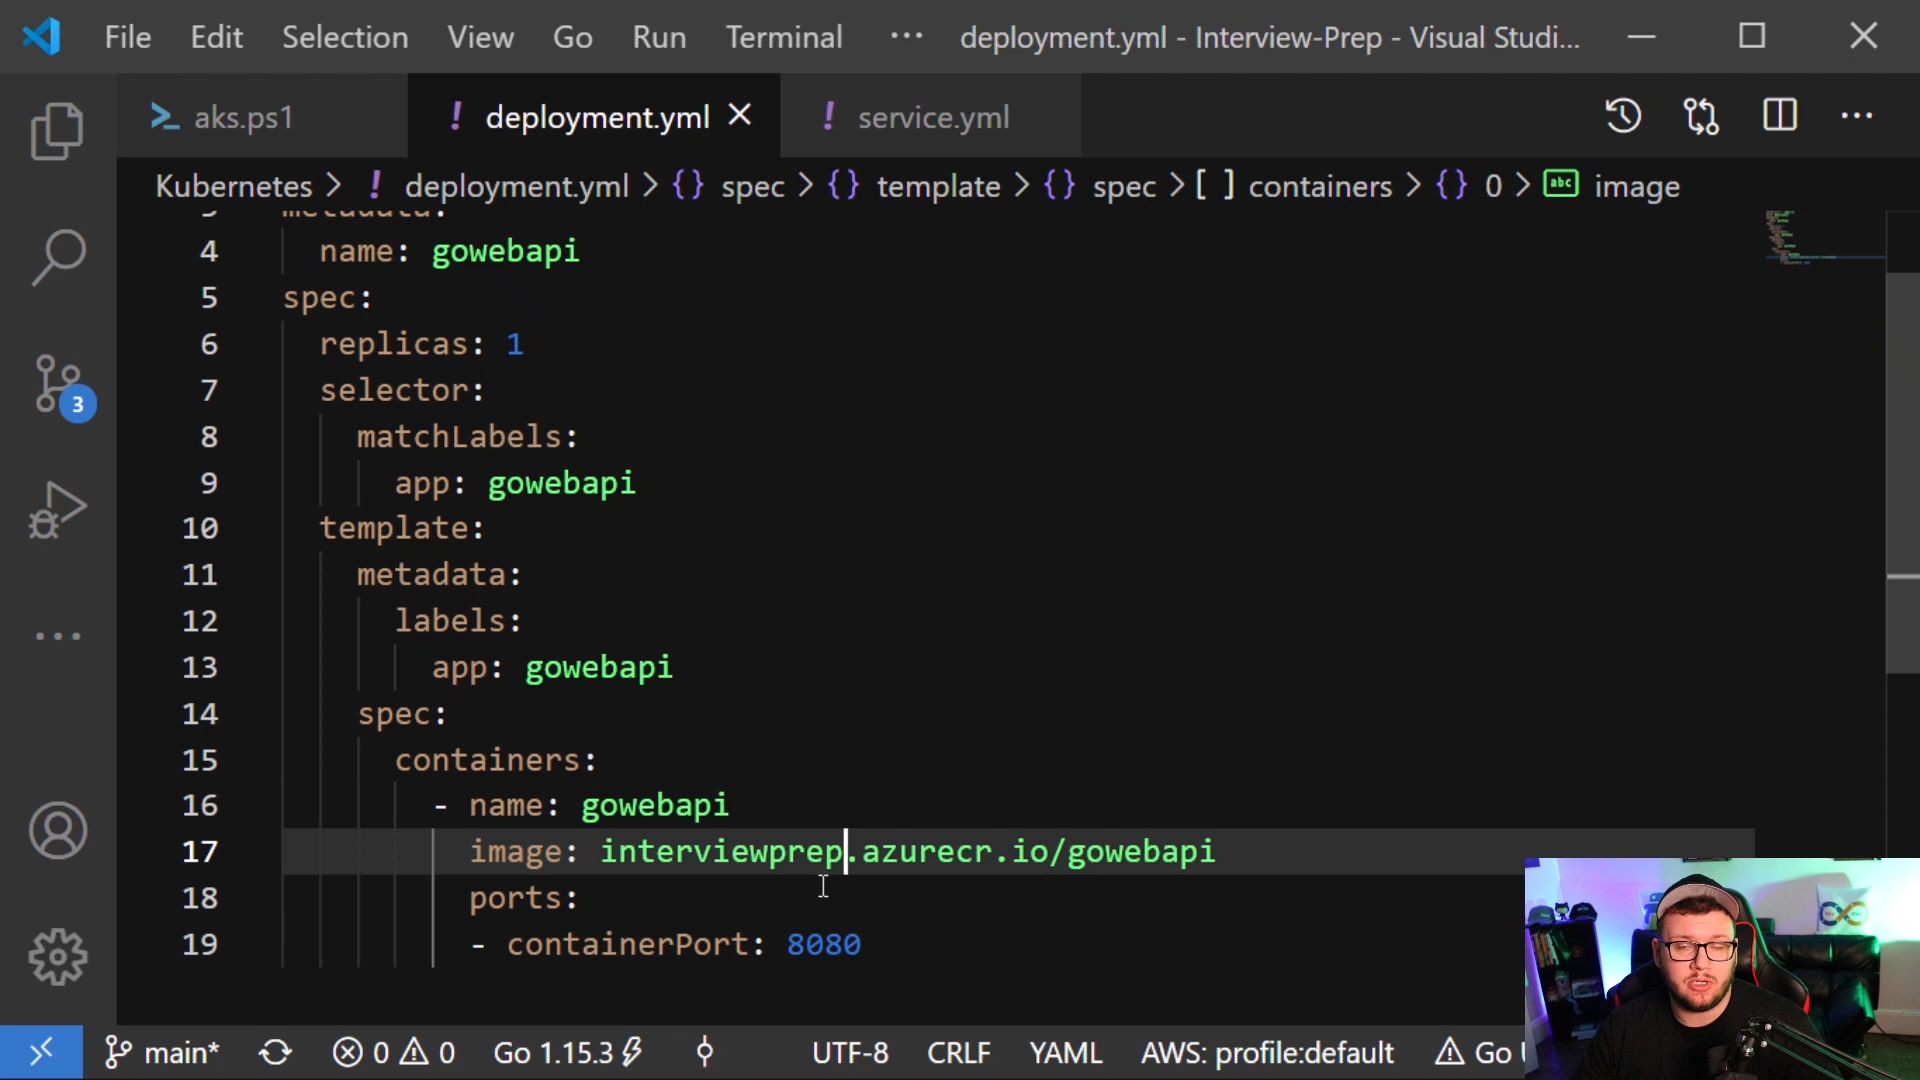 File Edit Selection View Go Run Terminal ··· deployment.yml - Interview-Prep - Visual Studi...
aks.ps1 ! deployment.yml ! service.yml
Kubernetes > ! deployment.yml > {} spec > {} template > {} spec > [ ] containers > {} 0 > abc image
3 metadata:
4 name: gowebapi
5 spec:
6 replicas: 1
7 selector:
8 matchLabels:
9 app: gowebapi
10 template:
11 metadata:
12 labels:
13 app: gowebapi
14 spec:
15 containers:
16 - name: gowebapi
17 image: interviewprep.azurecr.io/gowebapi
18 ports:
19 - containerPort: 8080
3
main* 0 0 Go 1.15.3 UTF-8 CRLF YAML AWS: profile:default Go